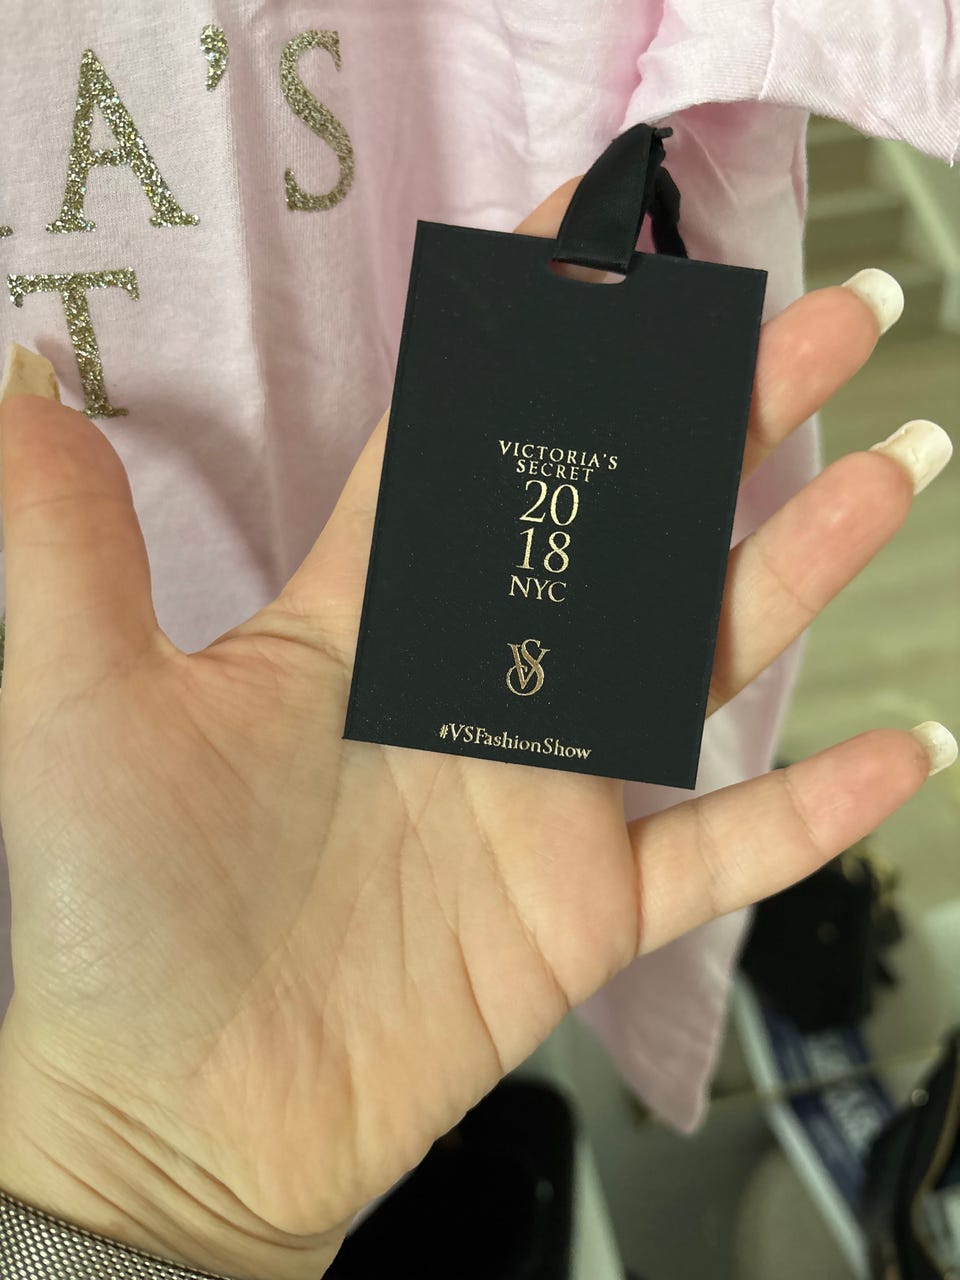 A'S
T
VICTORIA'S
SECRET
20
18
NYC
VS
#VSFashionShow